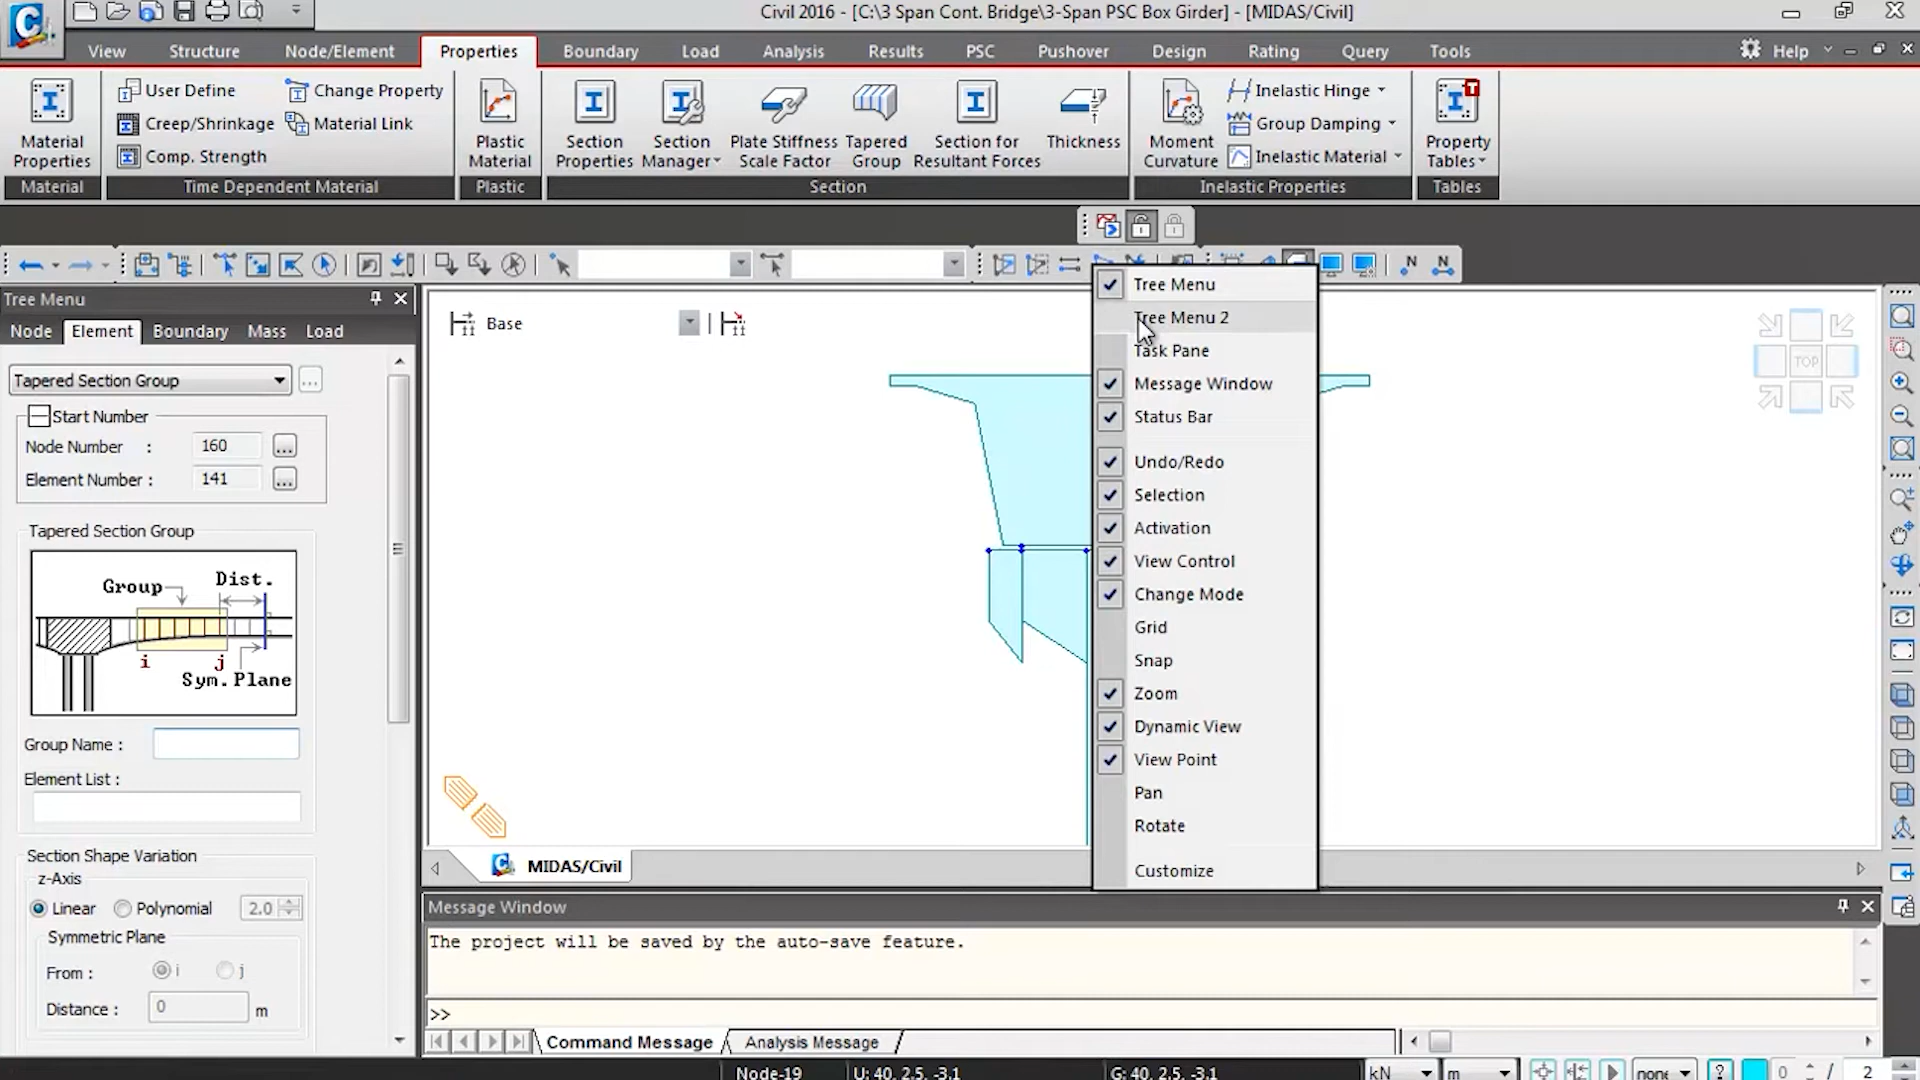 Civil 2016 - [C:\3 Span Cont. Bridge\3-Span PSC Box Girder] - [MIDAS/Civil]
View Structure Node/Element Properties Boundary Load Analysis Results PSC Pushover Design Rating Query Tools Help
Material Properties
User Define
Creep/Shrinkage
Comp. Strength
Change Property
Material Link
Plastic Material
Section Properties
Section Manager
Plate Stiffness Scale Factor
Tapered Group
Section for Resultant Forces
Thickness
Moment Curvature
Inelastic Hinge
Group Damping
Inelastic Material
Property Tables
Material Time Dependent Material Plastic Section Inelastic Properties Tables
Tree Menu
Node Element Boundary Mass Load
Tapered Section Group
...
Start Number
Node Number : 160 ...
Element Number : 141 ...
Tapered Section Group
Group Dist.
i j
Sym.Plane
Group Name :
Element List :
Section Shape Variation
z-Axis
Linear Polynomial 2.0
Symmetric Plane
From : i j
Distance : 0 m
Base
Tree Menu
Tree Menu 2
Task Pane
Message Window
Status Bar
Undo/Redo
Selection
Activation
View Control
Change Mode
Grid
Snap
Zoom
Dynamic View
View Point
Pan
Rotate
Customize
TOP
MIDAS/Civil
Message Window
The project will be saved by the auto-save feature.
>>
Command Message Analysis Message
Node-19 U: 40, 2.5, -3.1 G: 40, 2.5, -3.1 kN m none ? 0 / 2